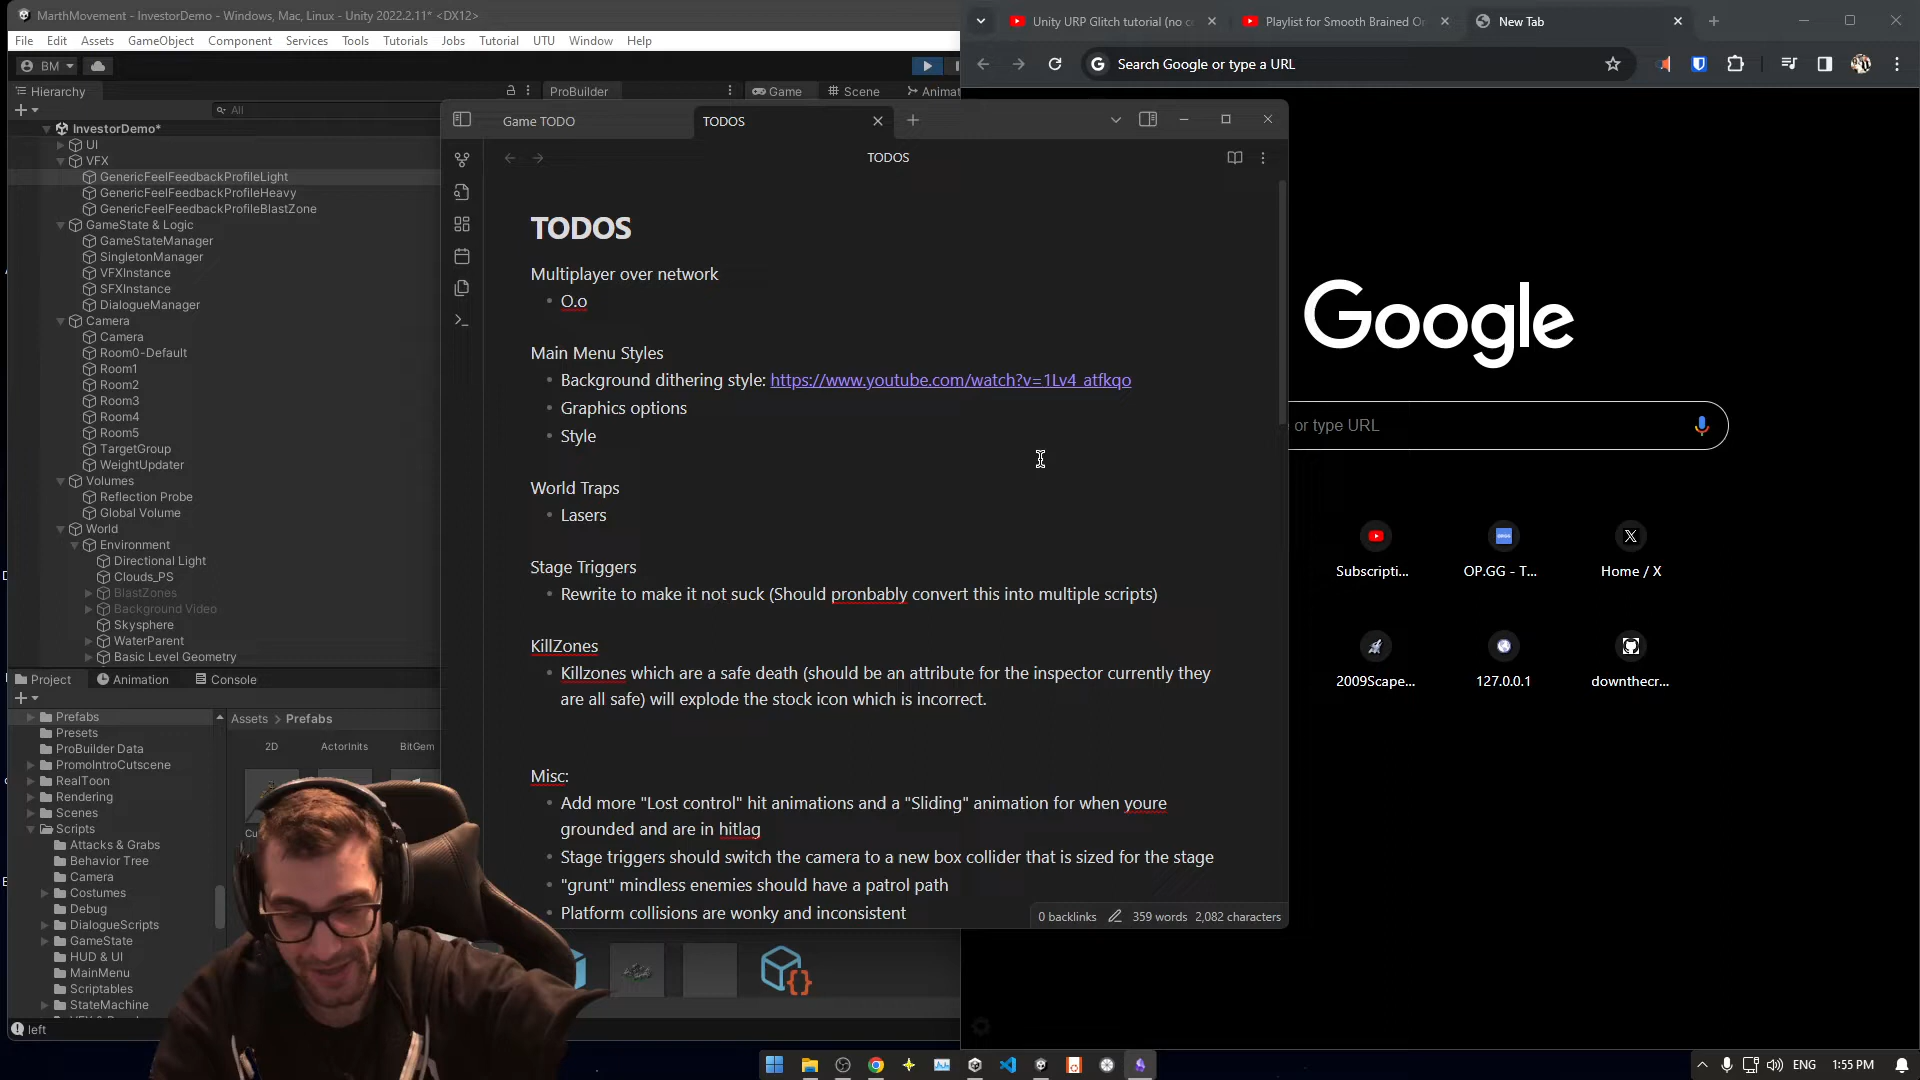 MarthMovement - InvestorDemo - Windows, Mac, Linux - Unity 2022.2.11* <DX12>
File Edit Assets GameObject Component Services Tools Tutorials Jobs Tutorial UTU Window Help
BM
Hierarchy
ProBuilder
Game
Scene
Animat
All
InvestorDemo*
UI
VFX
GenericFeelFeedbackProfileLight
GenericFeelFeedbackProfileHeavy
GenericFeelFeedbackProfileBlastZone
GameState & Logic
GameStateManager
SingletonManager
VFXInstance
SFXInstance
DialogueManager
Camera
Camera
Room0-Default
Room1
Room2
Room3
Room4
Room5
TargetGroup
WeightUpdater
Volumes
Reflection Probe
Global Volume
World
Environment
Directional Light
Clouds_PS
BlastZones
Background Video
Skysphere
WaterParent
Basic Level Geometry
Project
Animation
Console
Prefabs
Presets
ProBuilder Data
PromoIntroCutscene
RealToon
Rendering
Scenes
Scripts
Attacks & Grabs
Behavior Tree
Camera
Costumes
Debug
DialogueScripts
GameState
HUD & UI
MainMenu
Scriptables
StateMachine
Assets > Prefabs
2D
ActorInits
BitGem
Cu
left
Game TODO
TODOS
TODOS
TODOS
Multiplayer over network
O.o
Main Menu Styles
Background dithering style: https://www.youtube.com/watch?v=1Lv4_atfkqo
Graphics options
Style
World Traps
Lasers
Stage Triggers
Rewrite to make it not suck (Should pronbably convert this into multiple scripts)
KillZones
Killzones which are a safe death (should be an attribute for the inspector currently they
are all safe) will explode the stock icon which is incorrect.
Misc:
Add more "Lost control" hit animations and a "Sliding" animation for when youre
grounded and are in hitlag
Stage triggers should switch the camera to a new box collider that is sized for the stage
"grunt" mindless enemies should have a patrol path
Platform collisions are wonky and inconsistent
0 backlinks 359 words 2,082 characters
Unity URP Glitch tutorial (no c
Playlist for Smooth Brained Or
New Tab
Search Google or type a URL
Google
or type URL
Subscripti...
OP.GG - T...
Home / X
2009Scape...
127.0.0.1
downthecr...
ENG
1:55 PM